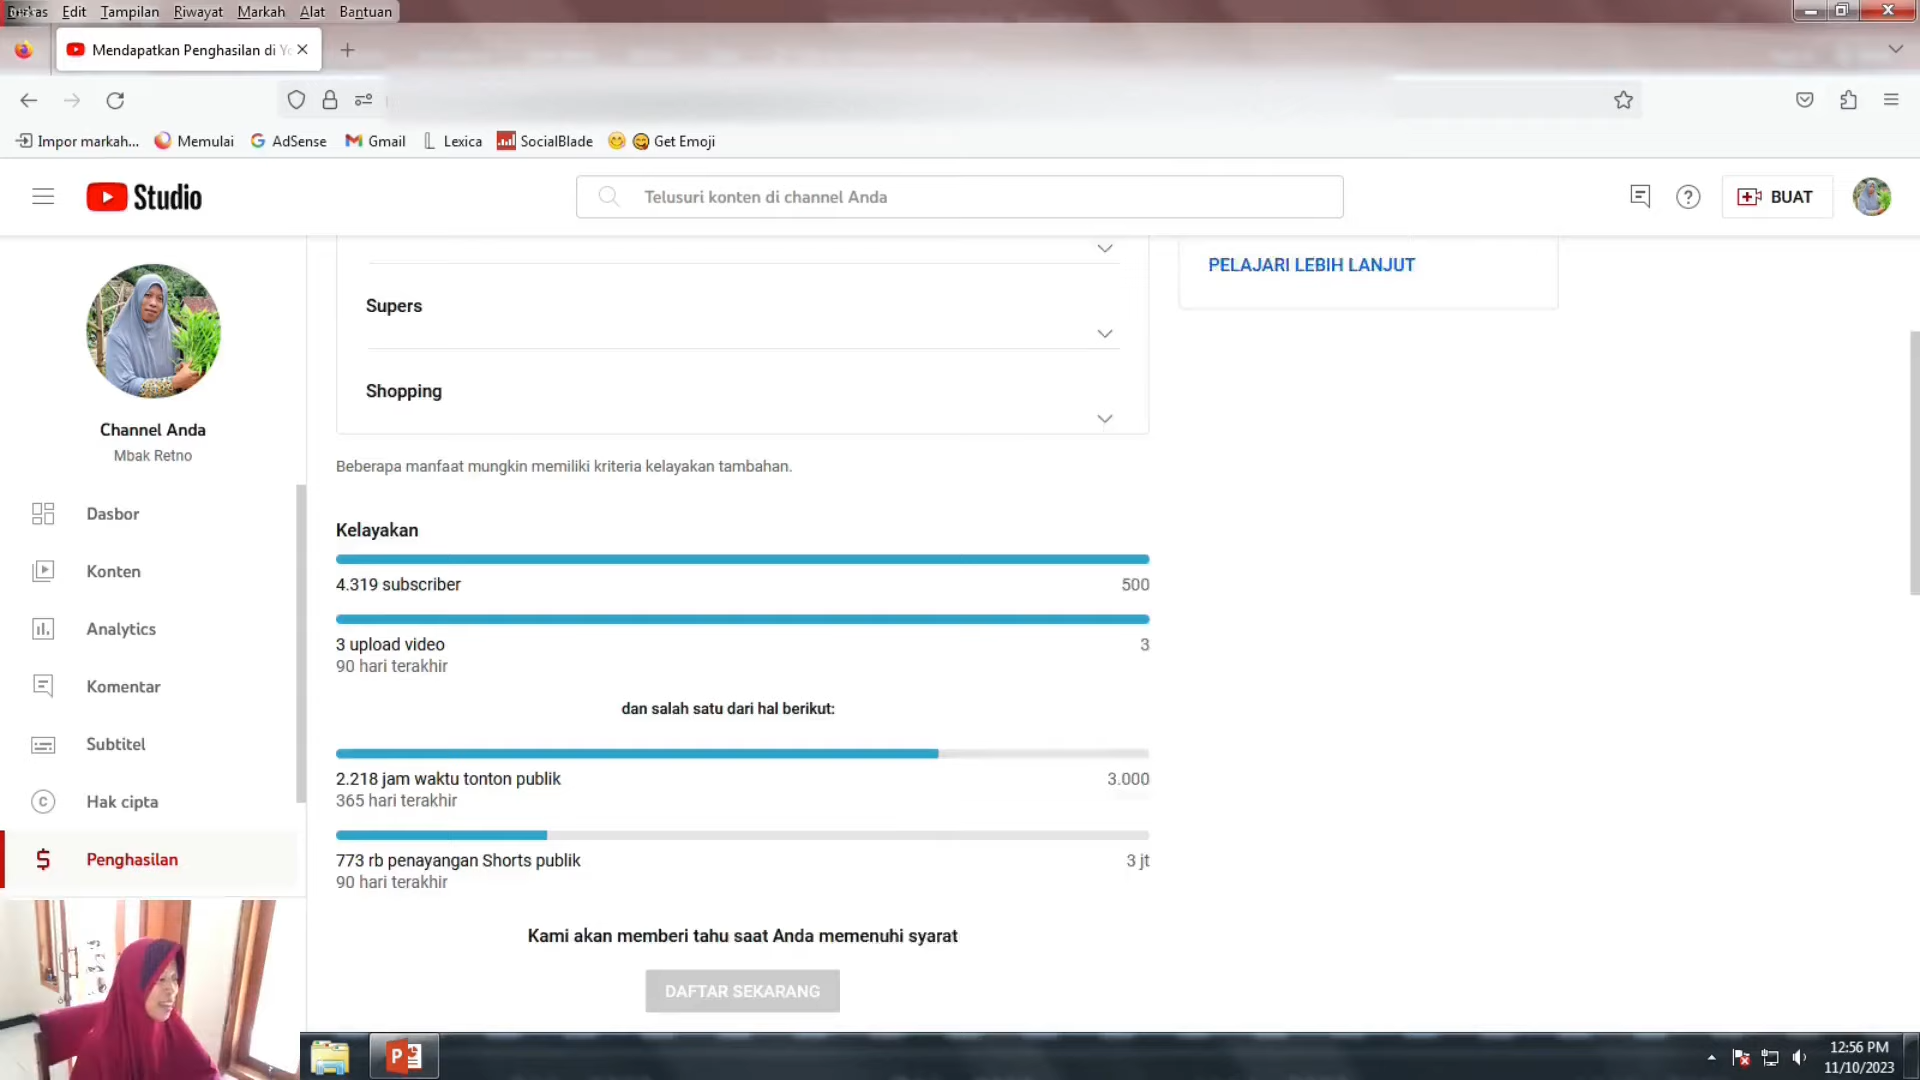 Berkas Edit Tampilan Riwayat Markah Alat Bantuan
Mendapatkan Penghasilan di Yo
Impor markah... Memulai AdSense Gmail Lexica SocialBlade Get Emoji
Studio
Telusuri konten di channel Anda
BUAT
PELAJARI LEBIH LANJUT
Supers
Shopping
Channel Anda
Mbak Retno
Beberapa manfaat mungkin memiliki kriteria kelayakan tambahan.
Dasbor
Konten
Analytics
Komentar
Subtitel
Hak cipta
Penghasilan
Kelayakan
4.319 subscriber 500
3 upload video 3
90 hari terakhir
dan salah satu dari hal berikut:
2.218 jam waktu tonton publik 3.000
365 hari terakhir
773 rb penayangan Shorts publik 3 jt
90 hari terakhir
Kami akan memberi tahu saat Anda memenuhi syarat
DAFTAR SEKARANG
12:56 PM
11/10/2023